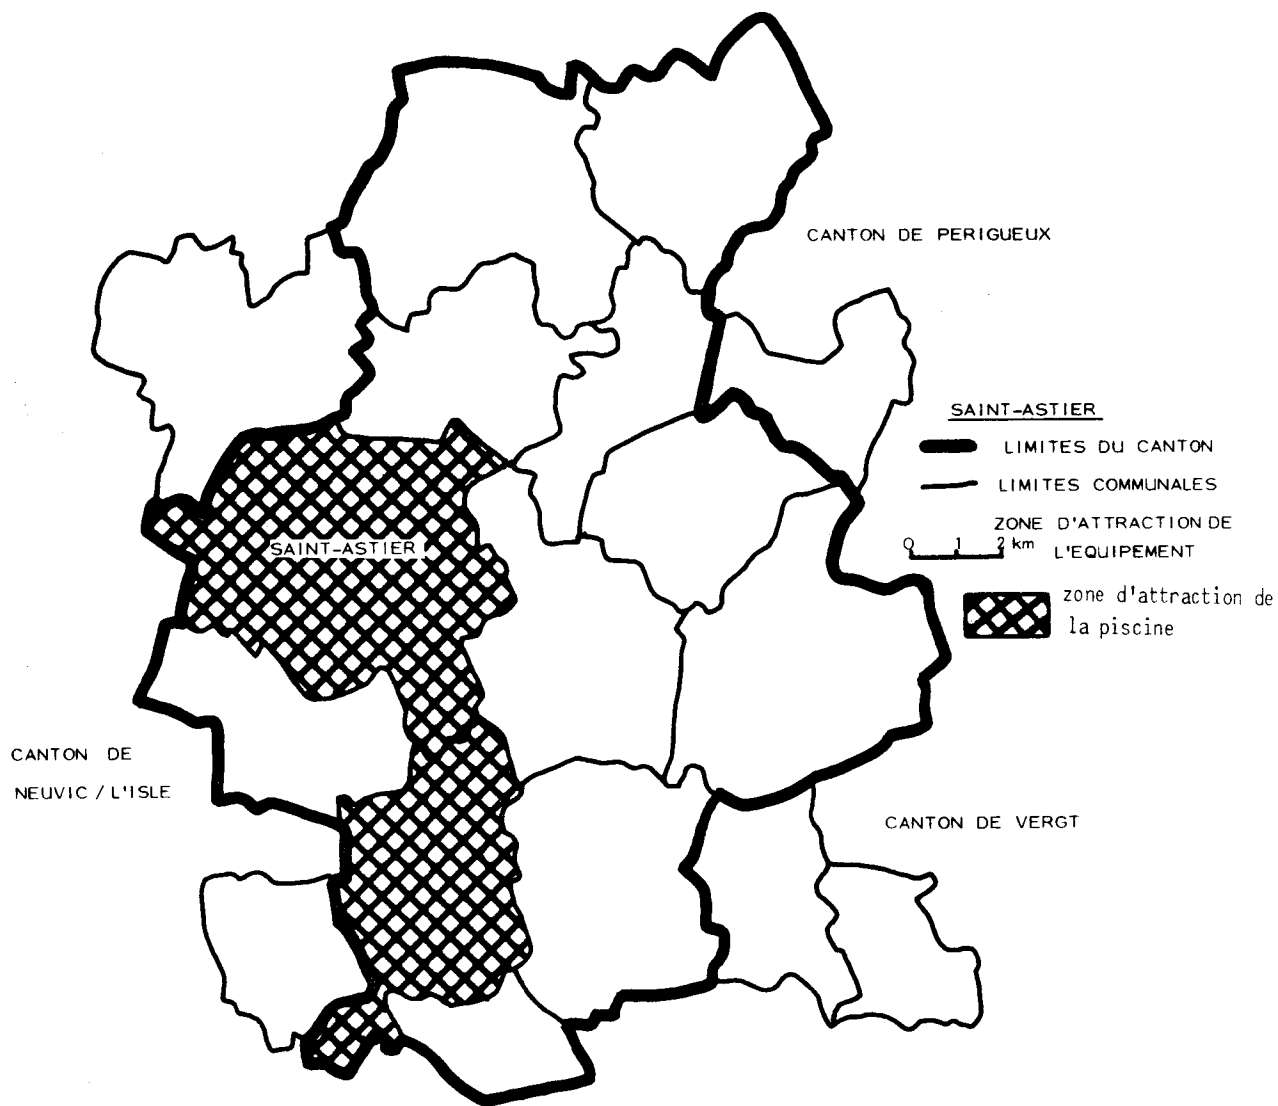 CANTON DE PERIGUEUX
SAINT-ASTIER
LIMITES DU CANTON
LIMITES COMMUNALES
ZONE D'ATTRACTION DE
L'EQUIPEMENT
0 1 2 km
zone d'attraction de
la piscine
SAINT-ASTIER
CANTON DE
NEUVIC / L'ISLE
CANTON DE VERGT